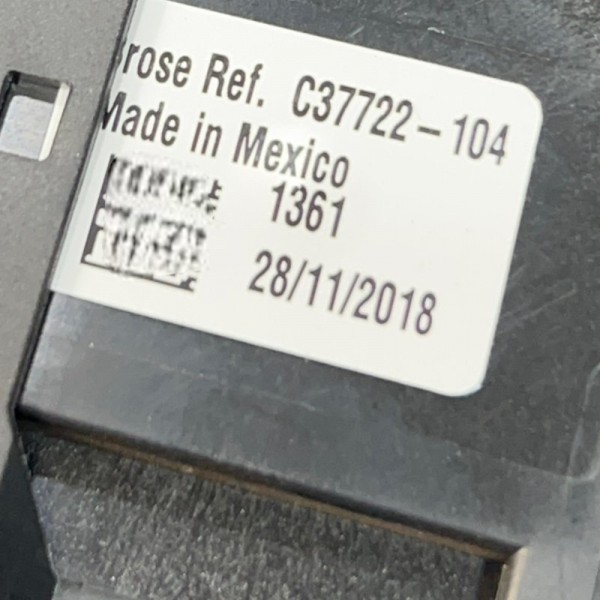 rose Ref. C37722-104
Made in Mexico
1361
28/11/2018